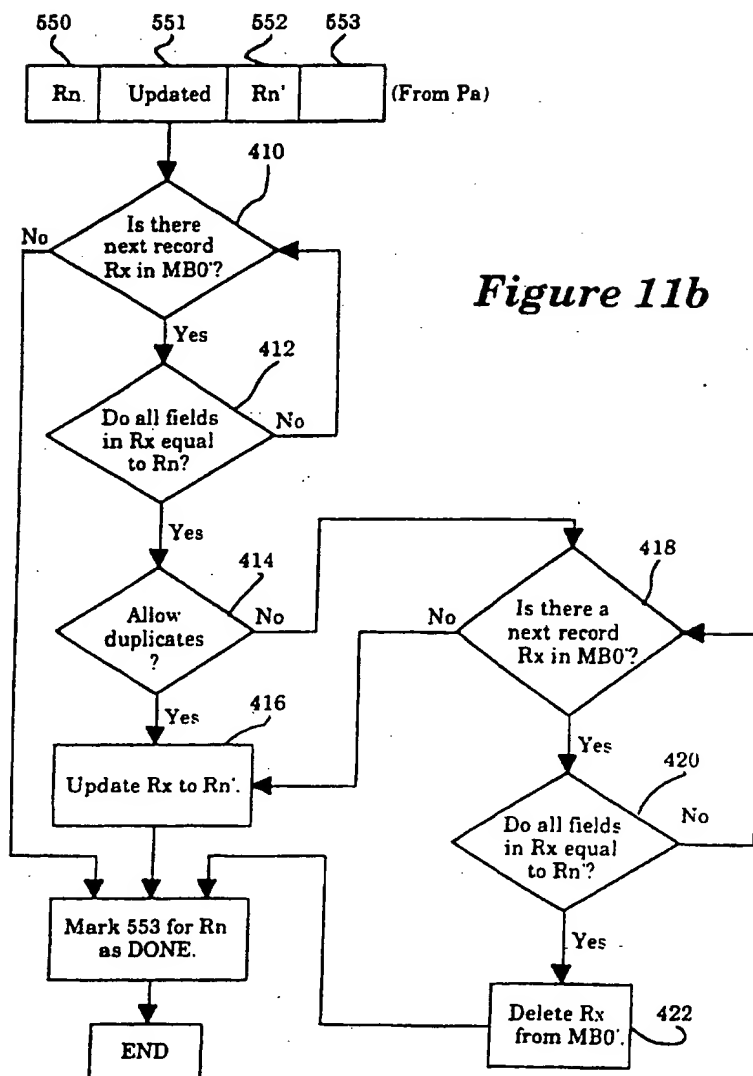 550 551 552 553
Rn Updated Rn' (From Pa)
410
Is there
next record
Rx in MB0'?
No
Yes
Figure 11b
412
Do all fields
in Rx equal
to Rn?
No
Yes
414
Allow
duplicates
?
No
Yes
416
Update Rx to Rn'.
418
Is there a
next record
Rx in MB0'?
No
Yes
420
Do all fields
in Rx equal
to Rn'?
No
Yes
Mark 553 for Rn
as DONE.
Delete Rx
from MB0'.
422
END